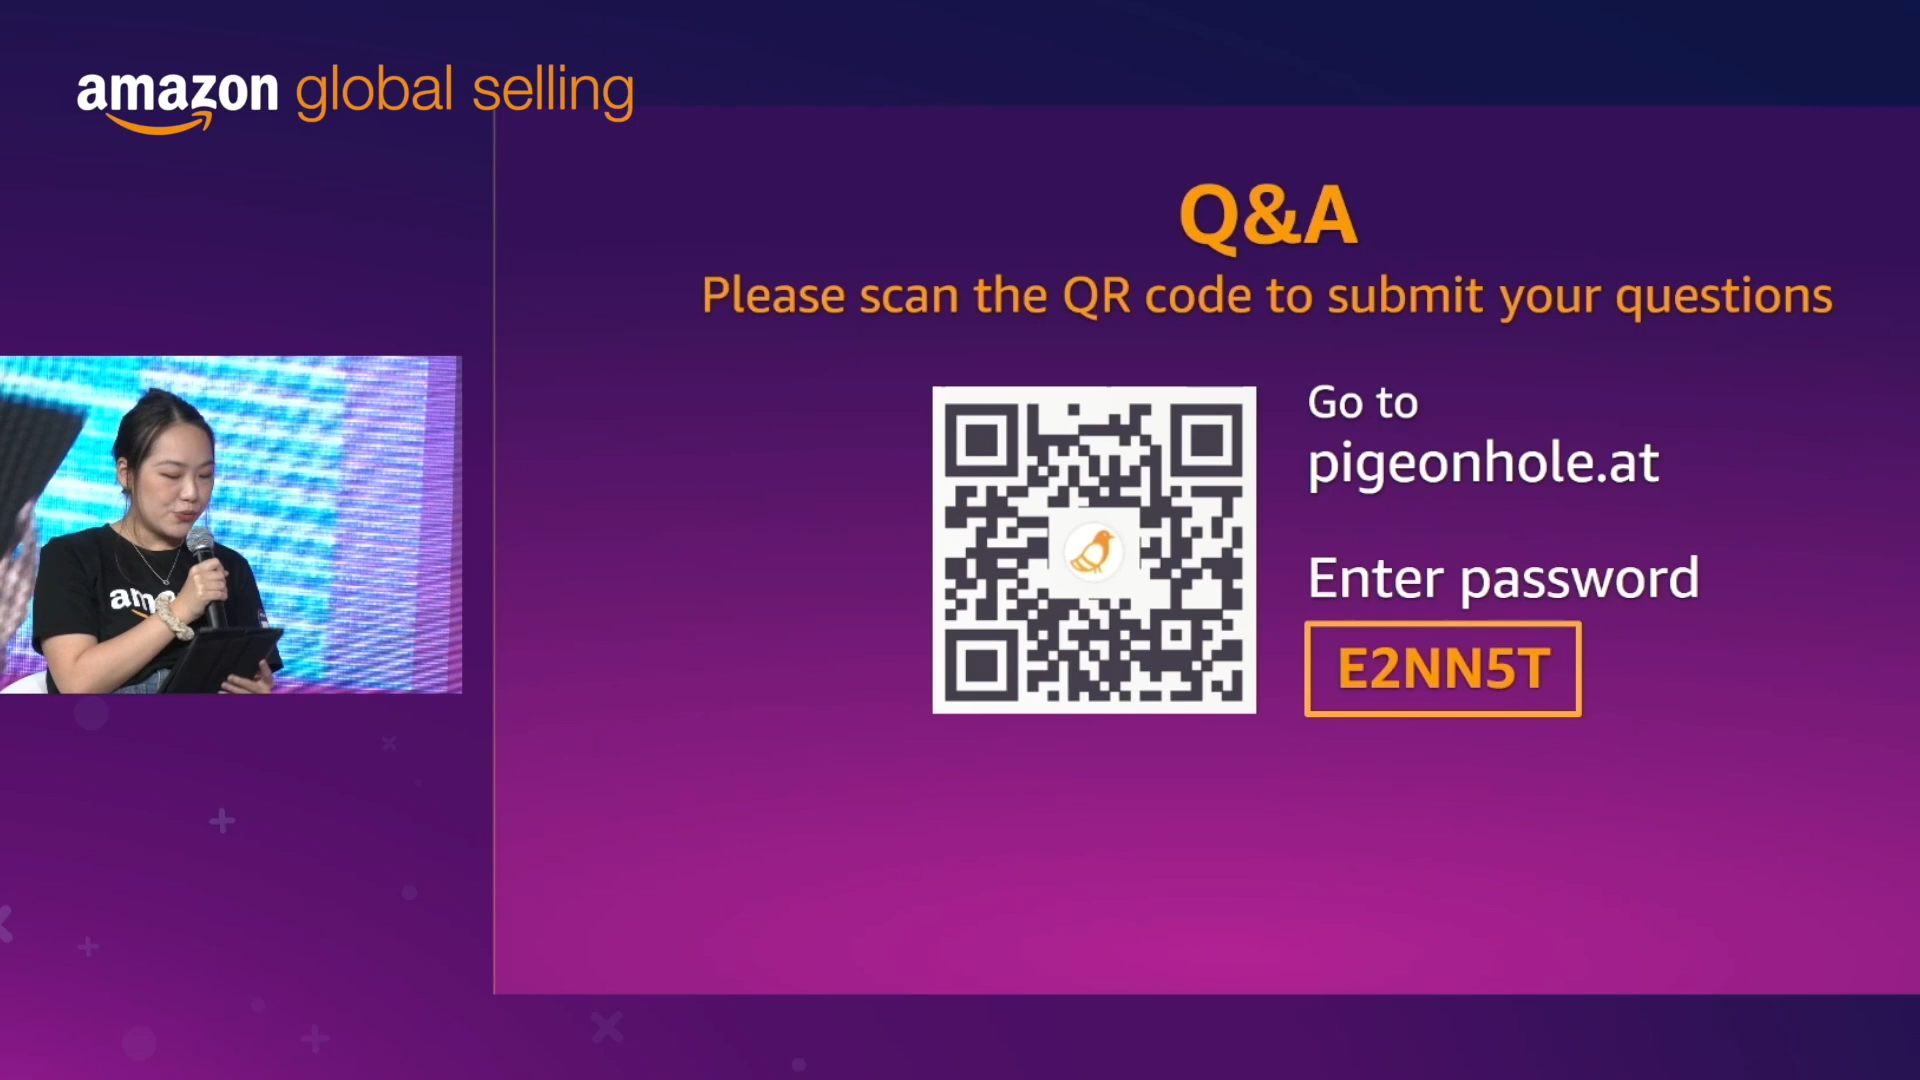 amazon global selling
Q&A
Please scan the QR code to submit your questions
Go to
pigeonhole.at
Enter password
E2NN5T